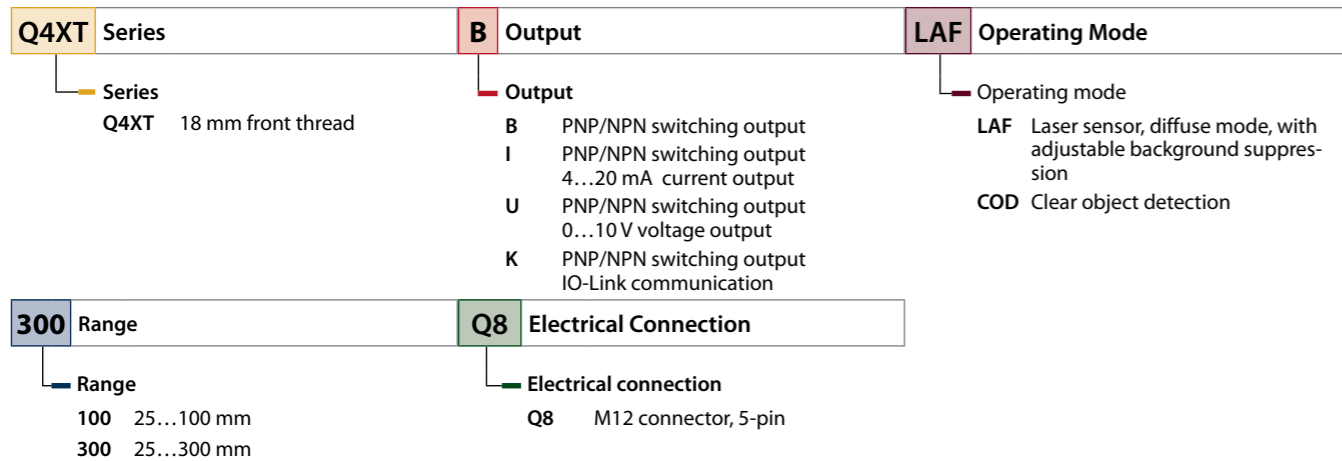 Q4XT Series
Series
Q4XT 18 mm front thread
B Output
Output
B PNP/NPN switching output
I PNP/NPN switching output
4…20 mA current output
U PNP/NPN switching output
0…10 V voltage output
K PNP/NPN switching output
IO-Link communication
LAF Operating Mode
Operating mode
LAF Laser sensor, diffuse mode, with
adjustable background suppres-
sion
COD Clear object detection
300 Range
Range
100 25…100 mm
300 25…300 mm
Q8 Electrical Connection
Electrical connection
Q8 M12 connector, 5-pin